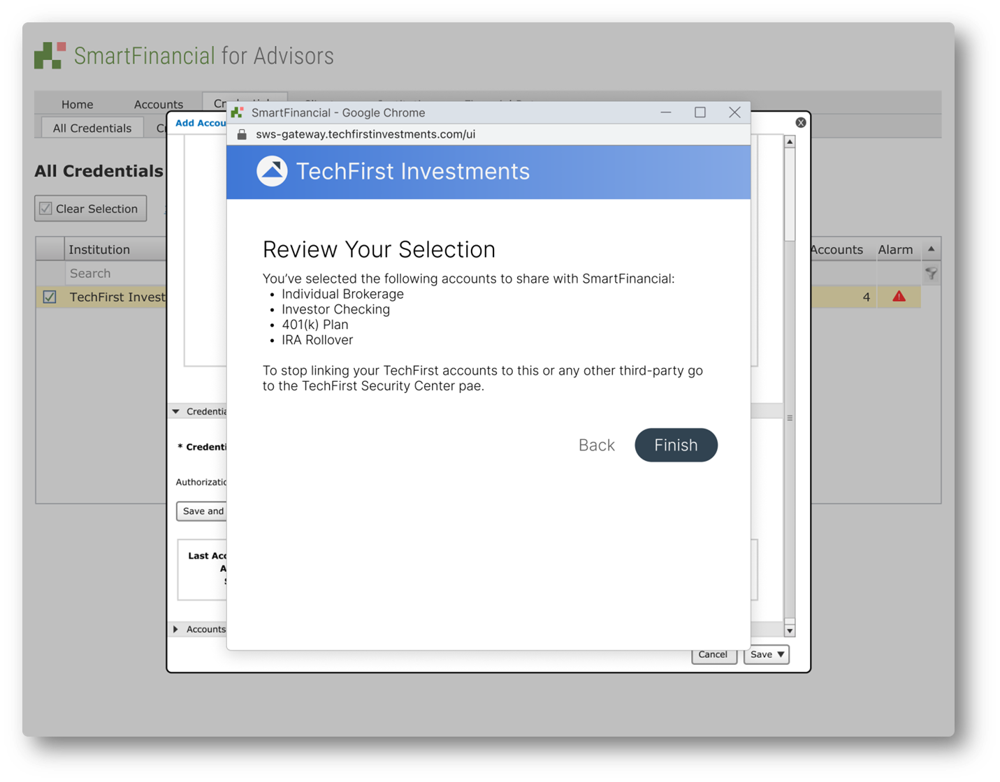 SmartFinancial for Advisors
Home Accounts
All Credentials
All Credentials
Clear Selection
Institution
Search
TechFirst Invest
Accounts Alarm
4
Add Accou
SmartFinancial - Google Chrome
sws-gateway.techfirstinvestments.com/ui
TechFirst Investments
Review Your Selection
You’ve selected the following accounts to share with SmartFinancial:
• Individual Brokerage
• Investor Checking
• 401(k) Plan
• IRA Rollover
To stop linking your TechFirst accounts to this or any other third-party go
to the TechFirst Security Center pae.
Back Finish
Credentia
* Credenti
Authorizatio
Save and
Last Acc
A
Accounts
Cancel Save